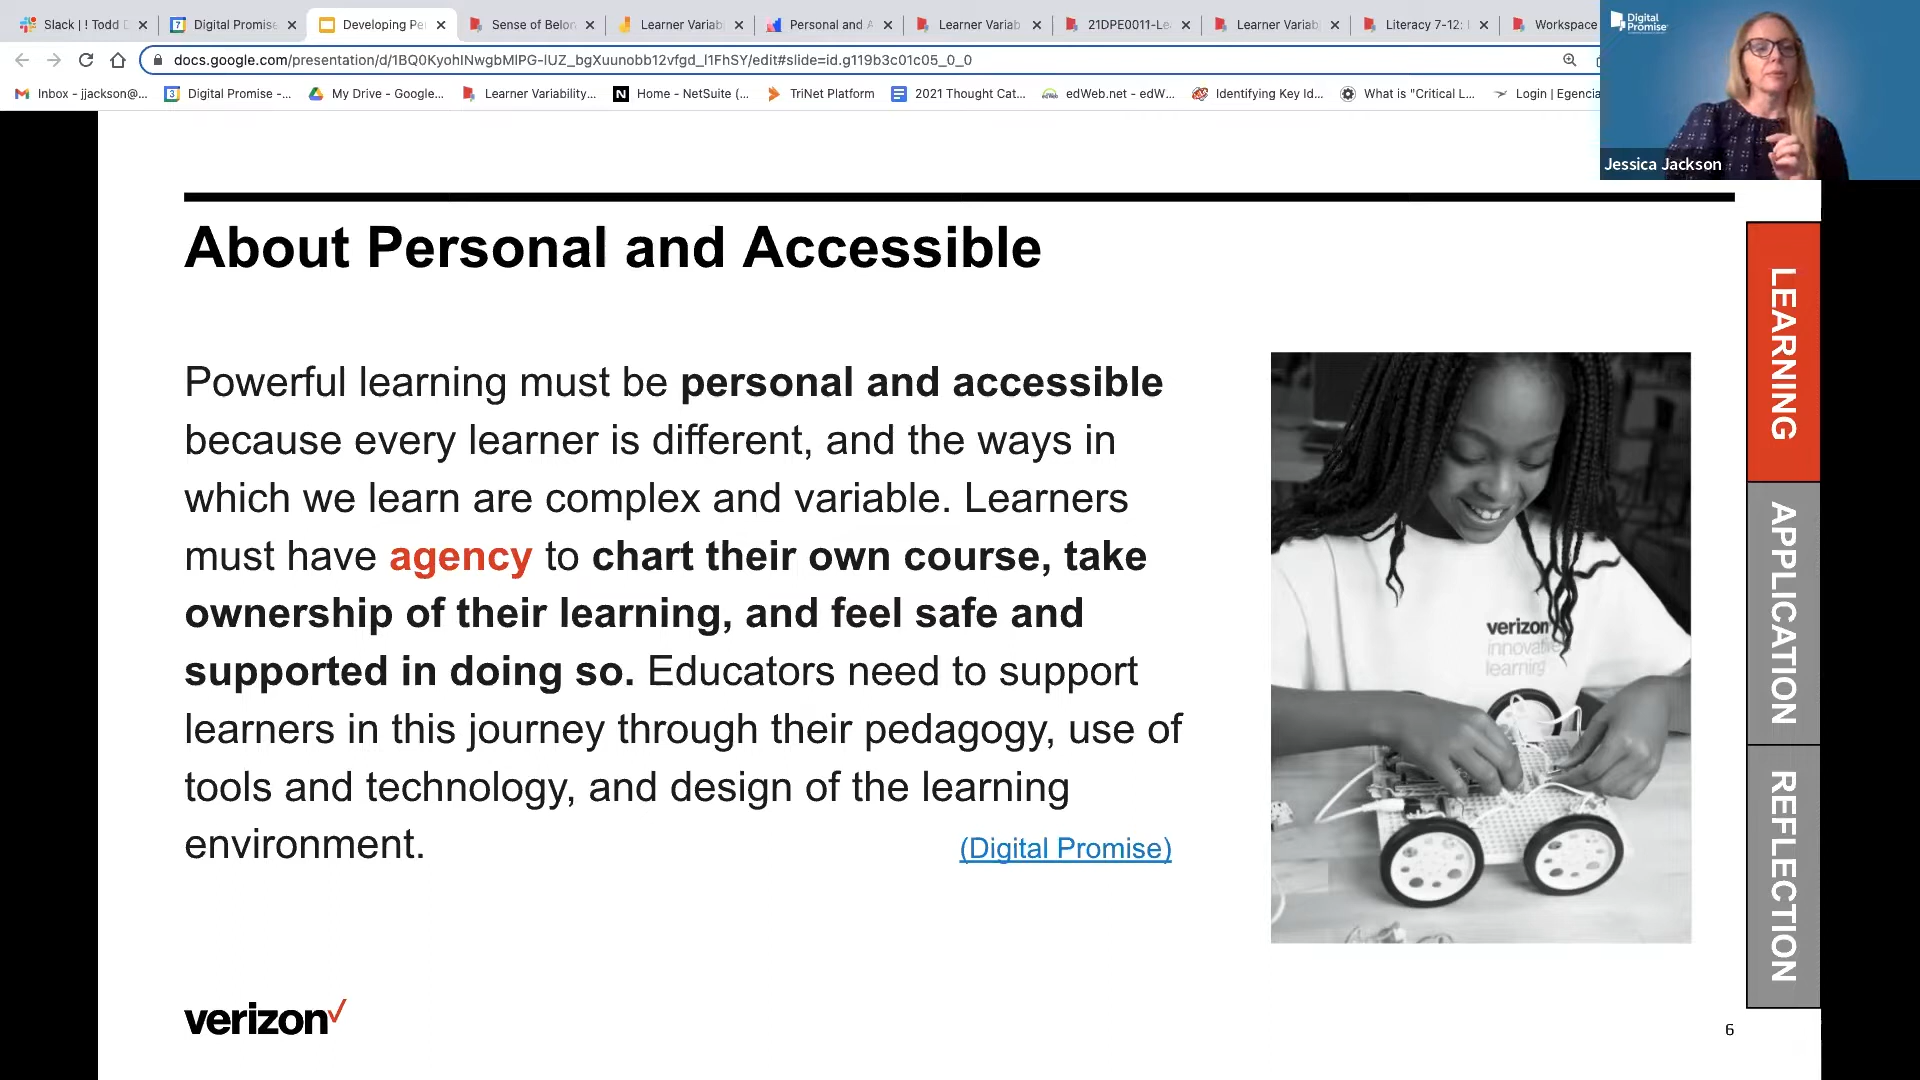 Slack | ! Todd D
Digital Promise
Developing Pe
Sense of Belon
Learner Variab
Personal and A
Learner Variab
21DPE0011-Le
Learner Variab
Literacy 7-12:
Workspace
docs.google.com/presentation/d/1BQ0KyohINwgbMlPG-lUZ_bgXuunobb12vfgd_l1FhSY/edit#slide=id.g119b3c01c05_0_0
Inbox - jjackson@...
Digital Promise -...
My Drive - Google...
Learner Variability...
Home - NetSuite (...
TriNet Platform
2021 Thought Cat...
edWeb.net - edW...
Identifying Key Id...
What is "Critical L...
Login | Egencia
Digital
Promise
Jessica Jackson
About Personal and Accessible
Powerful learning must be personal and accessible
because every learner is different, and the ways in
which we learn are complex and variable. Learners
must have agency to chart their own course, take
ownership of their learning, and feel safe and
supported in doing so. Educators need to support
learners in this journey through their pedagogy, use of
tools and technology, and design of the learning
environment.
(Digital Promise)
verizon
innovative
learning
LEARNING
APPLICATION
REFLECTION
verizon
6